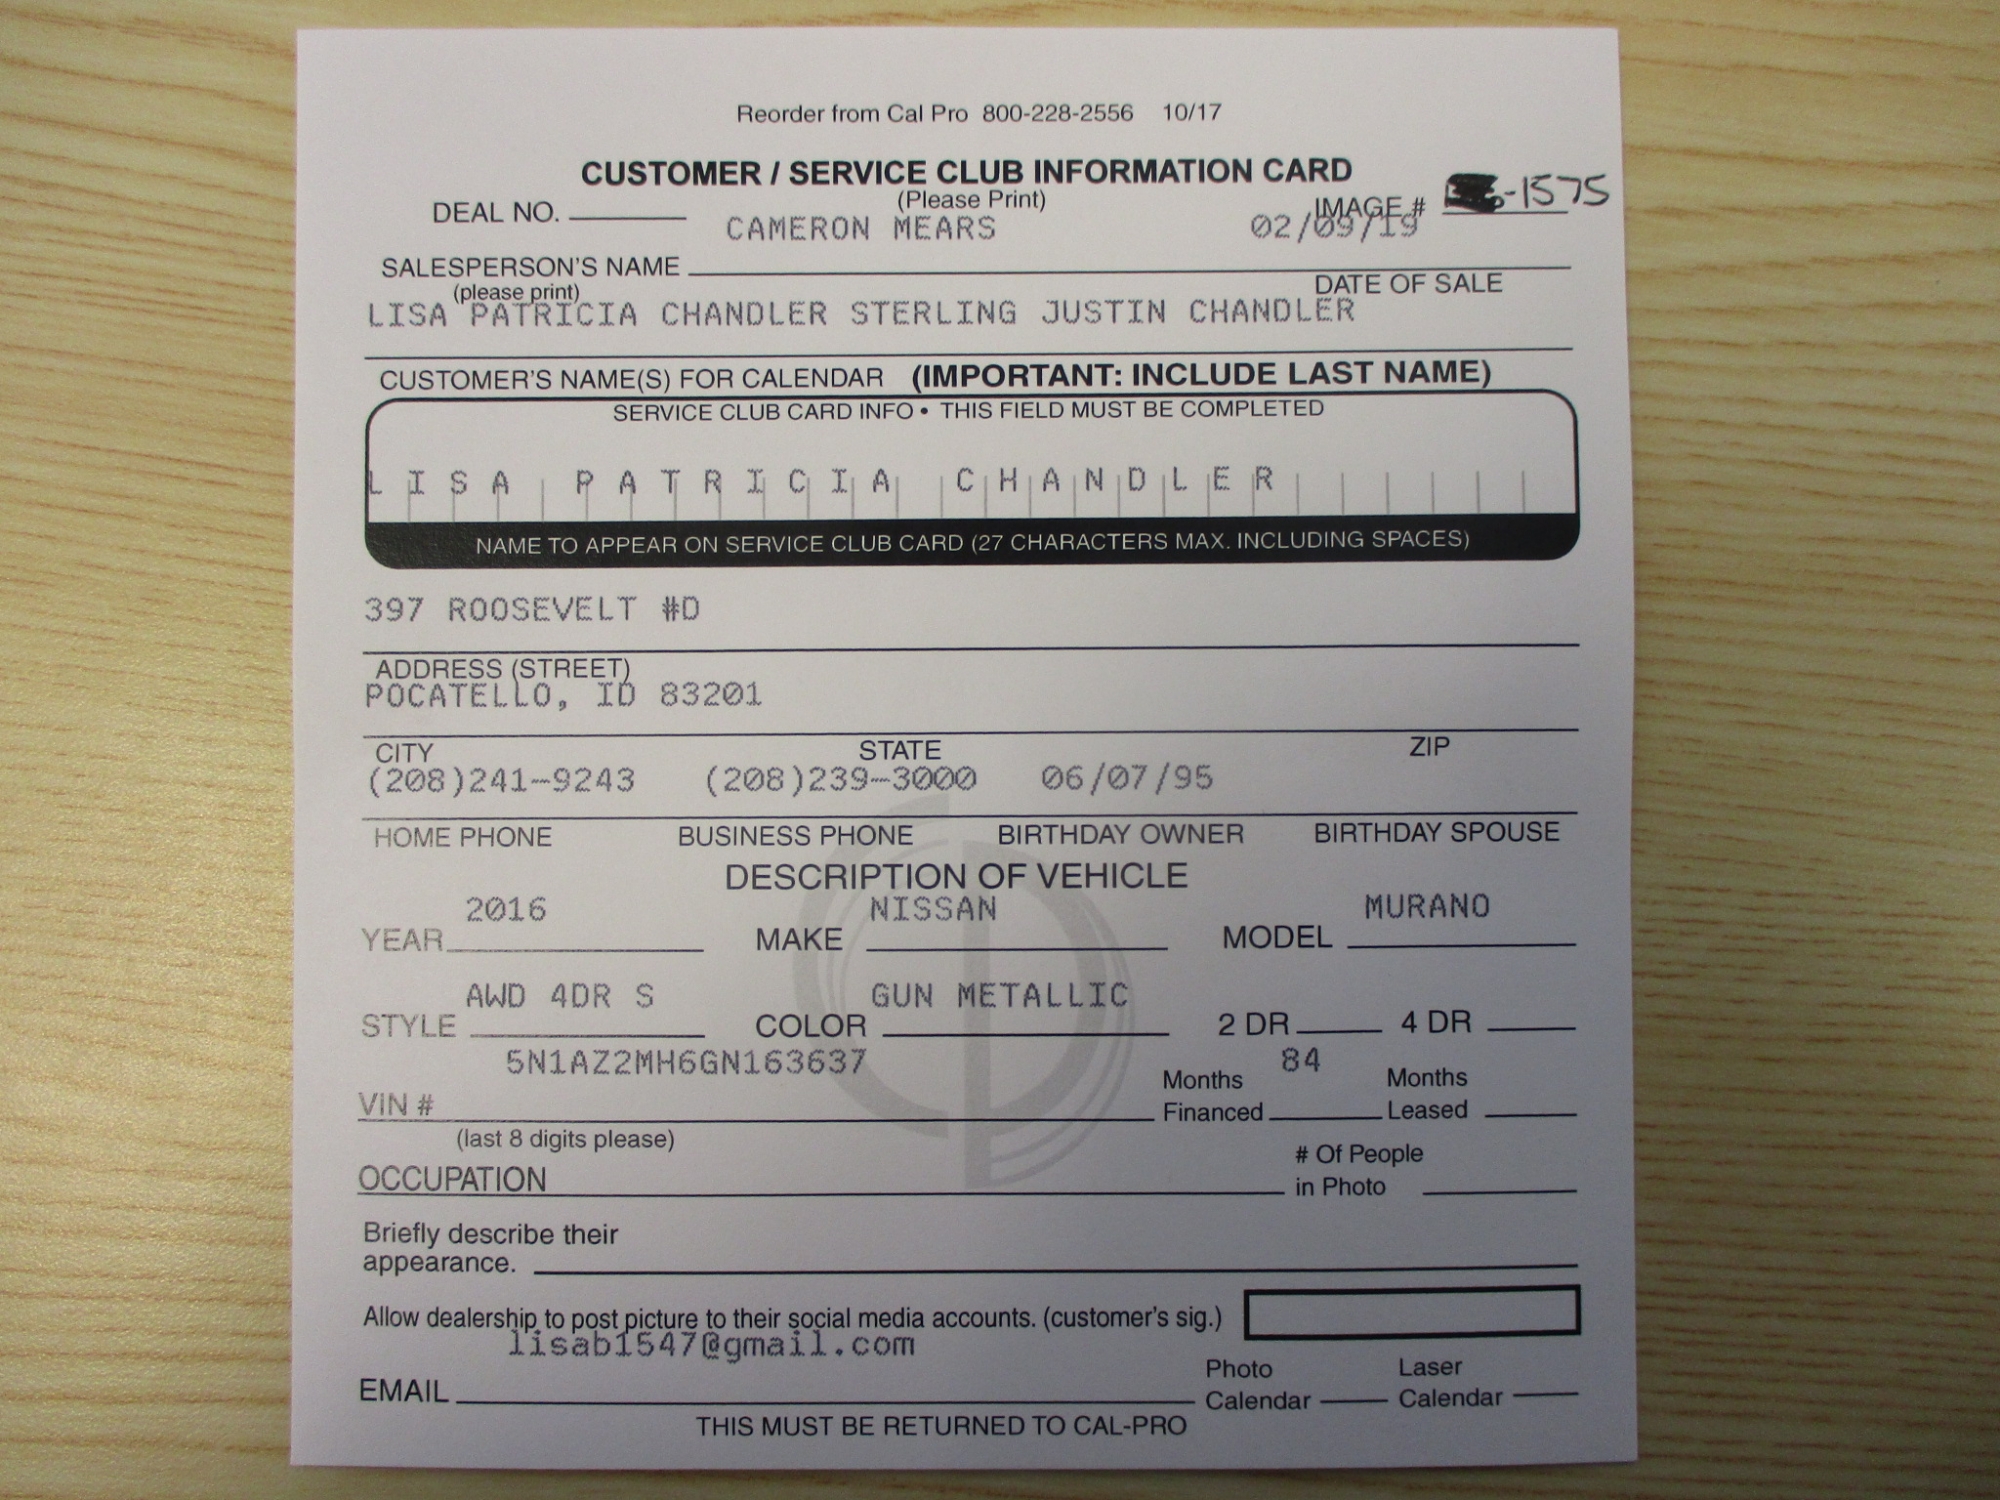 Reorder from Cal Pro 800-228-2556 10/17
CUSTOMER / SERVICE CLUB INFORMATION CARD
(Please Print)
DEAL NO. IMAGE # -1575
CAMERON MEARS 02/09/19
SALESPERSON'S NAME
(please print) DATE OF SALE
LISA PATRICIA CHANDLER STERLING JUSTIN CHANDLER
CUSTOMER'S NAME(S) FOR CALENDAR (IMPORTANT: INCLUDE LAST NAME)
SERVICE CLUB CARD INFO • THIS FIELD MUST BE COMPLETED
LISA PATRICIA CHANDLER
NAME TO APPEAR ON SERVICE CLUB CARD (27 CHARACTERS MAX. INCLUDING SPACES)
397 ROOSEVELT #D
ADDRESS (STREET)
POCATELLO, ID 83201
CITY STATE ZIP
(208)241-9243 (208)239-3000 06/07/95
HOME PHONE BUSINESS PHONE BIRTHDAY OWNER BIRTHDAY SPOUSE
DESCRIPTION OF VEHICLE
2016 NISSAN MURANO
YEAR MAKE MODEL
AWD 4DR S GUN METALLIC
STYLE COLOR 2 DR 4 DR
5N1AZ2MH6GN163637 84
Months Months
VIN # Financed Leased
(last 8 digits please)
# Of People
OCCUPATION in Photo
Briefly describe their
appearance.
Allow dealership to post picture to their social media accounts. (customer's sig.)
lisab1547@gmail.com
Photo Laser
EMAIL Calendar Calendar
THIS MUST BE RETURNED TO CAL-PRO